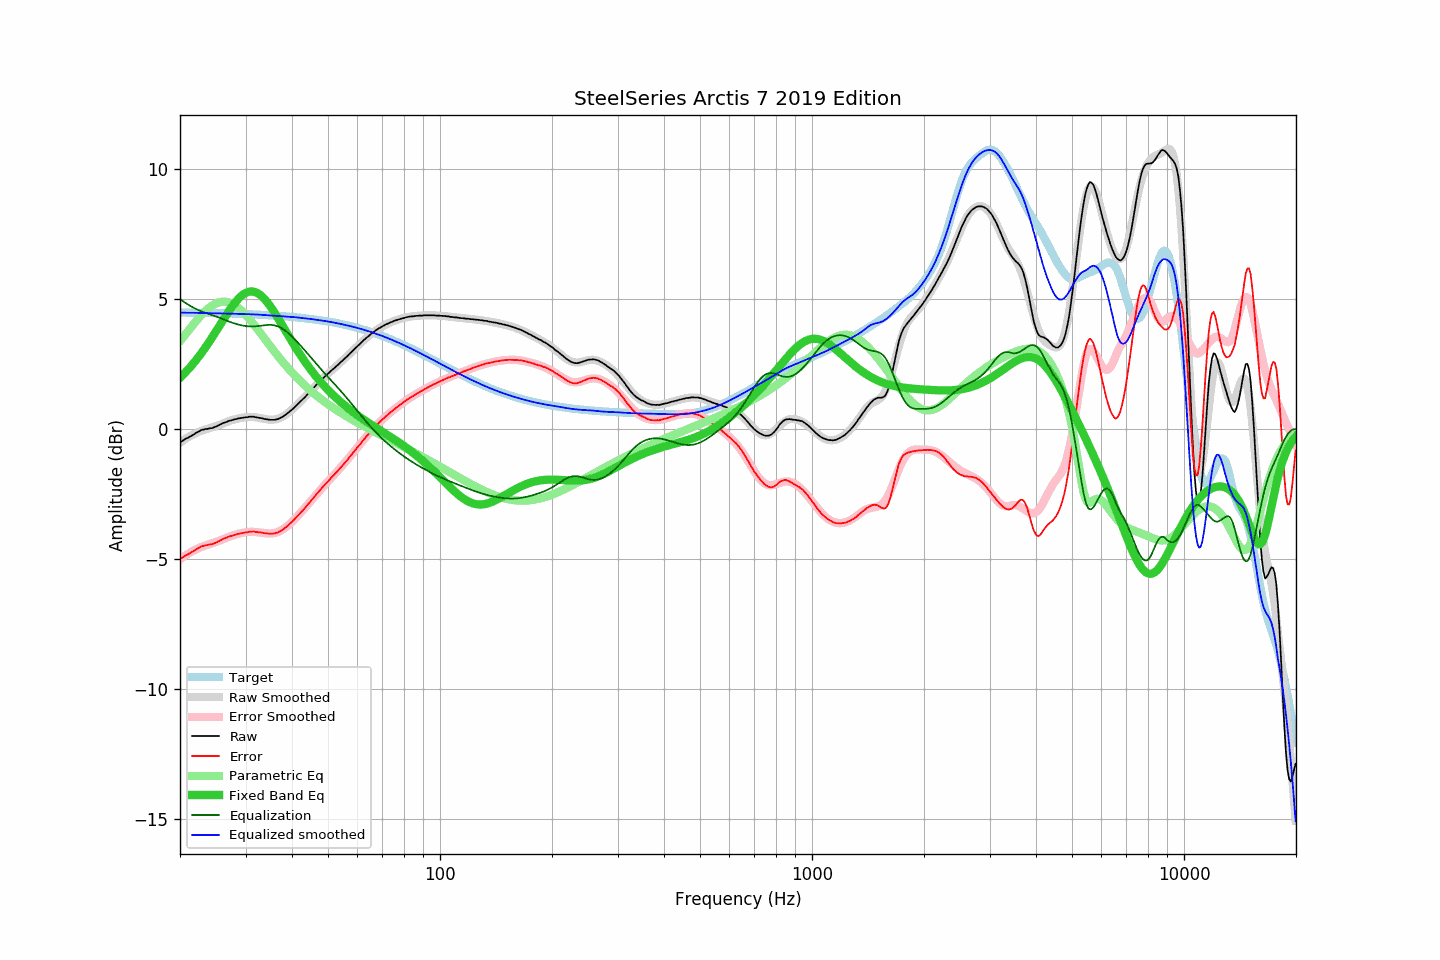 SteelSeries Arctis 7 2019 Edition
10
5
0
−5
−10
−15
Amplitude (dBr)
Target
Raw Smoothed
Error Smoothed
Raw
Error
Parametric Eq
Fixed Band Eq
Equalization
Equalized smoothed
100
1000
10000
Frequency (Hz)